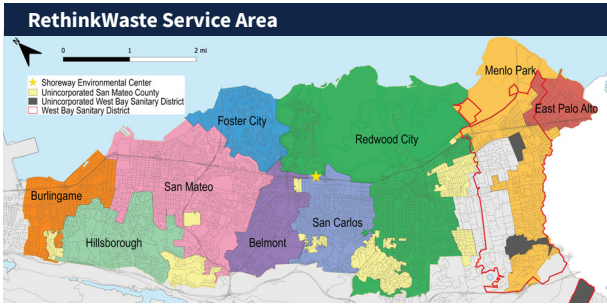 RethinkWaste Service Area
0 1 2 mi
Shoreway Environmental Center
Unincorporated San Mateo County
Unincorporated West Bay Sanitary District
West Bay Sanitary District
Menlo Park
East Palo Alto
Foster City
Redwood City
San Mateo
Burlingame
San Carlos
Hillsborough
Belmont